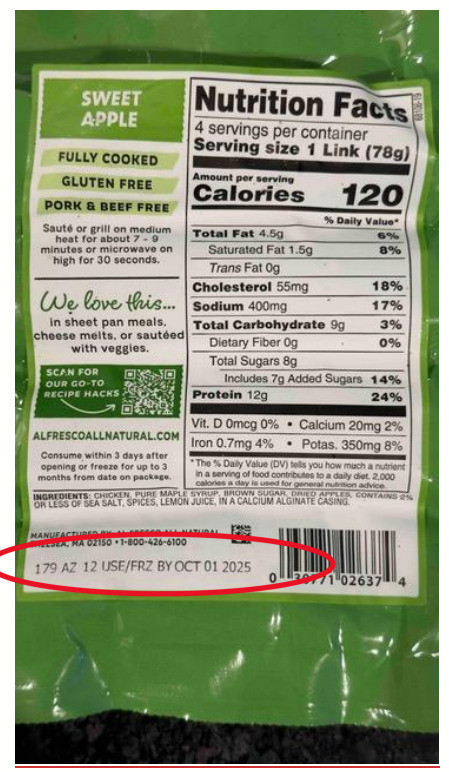 SWEET
APPLE
FULLY COOKED
GLUTEN FREE
PORK & BEEF FREE
Sauté or grill on medium
heat for about 7 - 9
minutes or microwave on
high for 30 seconds.
We love this...
in sheet pan meals,
cheese melts, or sautéed
with veggies.
SCAN FOR
OUR GO-TO
RECIPE HACKS
ALFRESCOALLNATURAL.COM
Consume within 3 days after
opening or freeze for up to 3
months from date on package.
Nutrition Facts
4 servings per container
Serving size 1 Link (78g)
Amount per serving
Calories 120
% Daily Value*
Total Fat 4.5g 6%
Saturated Fat 1.5g 8%
Trans Fat 0g
Cholesterol 55mg 18%
Sodium 400mg 17%
Total Carbohydrate 9g 3%
Dietary Fiber 0g 0%
Total Sugars 8g
Includes 7g Added Sugars 14%
Protein 12g 24%
Vit. D 0mcg 0% • Calcium 20mg 2%
Iron 0.7mg 4% • Potas. 350mg 8%
*The % Daily Value (DV) tells you how much a nutrient
in a serving of food contributes to a daily diet. 2,000
calories a day is used for general nutrition advice.
INGREDIENTS: CHICKEN, PURE MAPLE SYRUP, BROWN SUGAR, DRIED APPLES, CONTAINS 2%
OR LESS OF SEA SALT, SPICES, LEMON JUICE, IN A CALCIUM ALGINATE CASING.
MANUFACTURED BY AL FRESCO ALL NATURAL
CHELSEA, MA 02150 • 1-800-426-6100
179 AZ 12 USE/FRZ BY OCT 01 2025
0 30771 02637 4